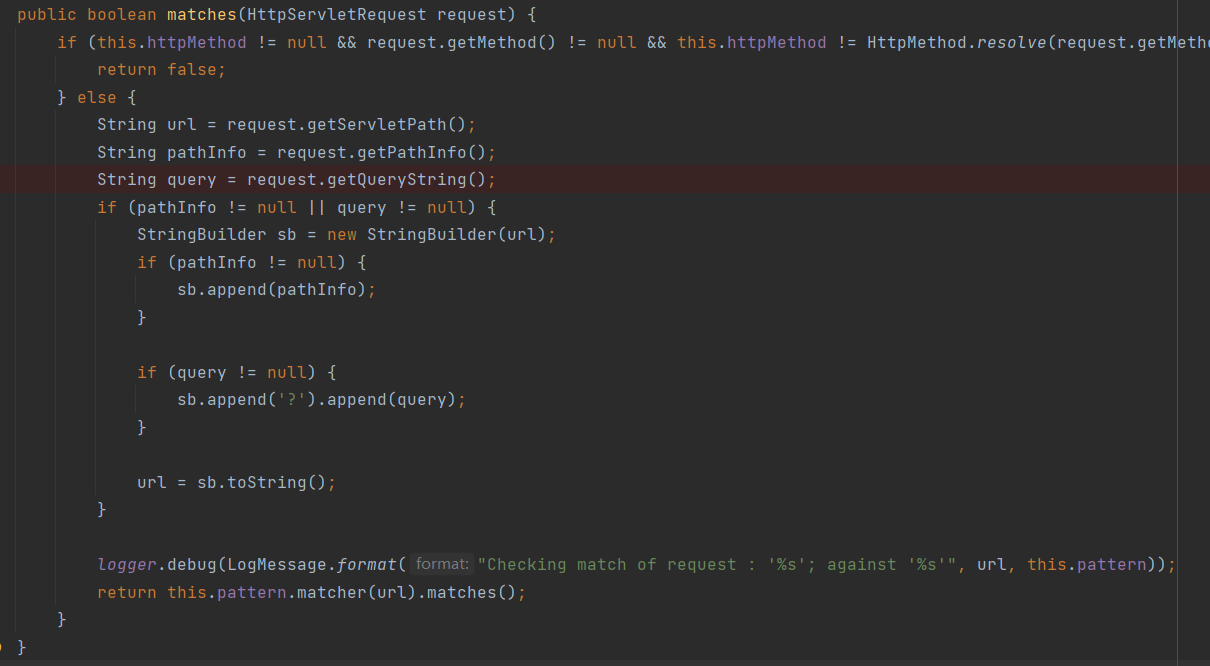 public boolean matches(HttpServletRequest request) {
if (this.httpMethod != null && request.getMethod() != null && this.httpMethod != HttpMethod.resolve(request.getMetho
return false;
} else {
String url = request.getServletPath();
String pathInfo = request.getPathInfo();
String query = request.getQueryString();
if (pathInfo != null || query != null) {
StringBuilder sb = new StringBuilder(url);
if (pathInfo != null) {
sb.append(pathInfo);
}
if (query != null) {
sb.append('?').append(query);
}
url = sb.toString();
}
logger.debug(LogMessage.format( format: "Checking match of request : '%s'; against '%s'", url, this.pattern));
return this.pattern.matcher(url).matches();
}
}